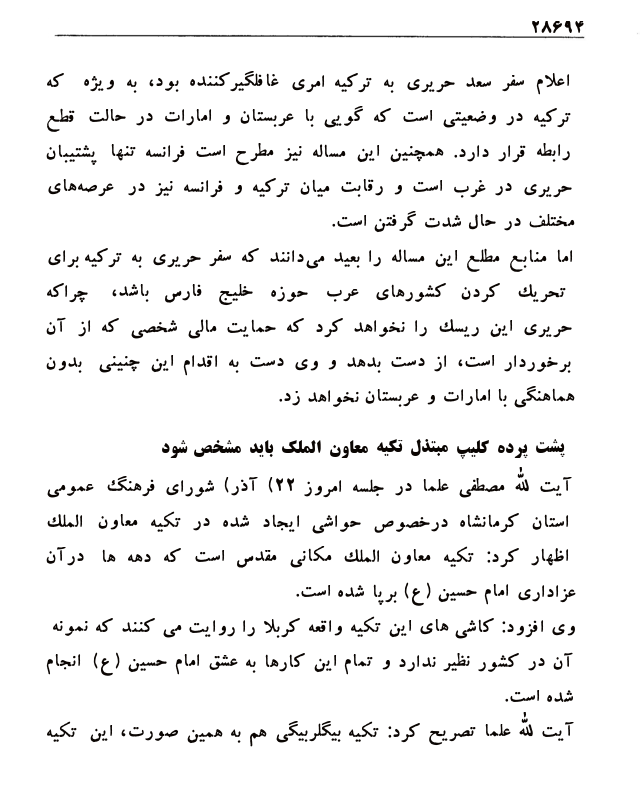 ۲۸۶۹۴
اعلام سفر سعد حریری به ترکیه امری غافلگیرکننده بود، به ویژه که
ترکیه در وضعیتی است که گویی با عربستان و امارات در حالت قطع
رابطه قرار دارد. همچنین این مساله نیز مطرح است فرانسه تنها پشتیبان
حریری در غرب است و رقابت میان ترکیه و فرانسه نیز در عرصه‌های
مختلف در حال شدت گرفتن است.
اما منابع مطلع این مساله را بعید می‌دانند که سفر حریری به ترکیه برای
تحریك کردن کشورهای عرب حوزه خلیج فارس باشد، چراکه
حریری این ریسك را نخواهد کرد که حمایت مالی شخصی که از آن
برخوردار است، از دست بدهد و وی دست به اقدام این چنینی بدون
هماهنگی با امارات و عربستان نخواهد زد.
پشت پرده کلیپ مبتذل تکیه معاون الملک باید مشخص شود
آیت لله مصطفی علما در جلسه امروز ۲۲) آذر) شورای فرهنگ عمومی
استان کرمانشاه درخصوص حواشی ایجاد شده در تکیه معاون الملك
اظهار کرد: تکیه معاون الملك مکانی مقدس است که دهه ها درآن
عزاداری امام حسین (ع) برپا شده است.
وی افزود: کاشی های این تکیه واقعه کربلا را روایت می کنند که نمونه
آن در کشور نظیر ندارد و تمام این کارها به عشق امام حسین (ع) انجام
شده است.
آیت لله علما تصریح کرد: تکیه بیگلربیگی هم به همین صورت، این تکیه